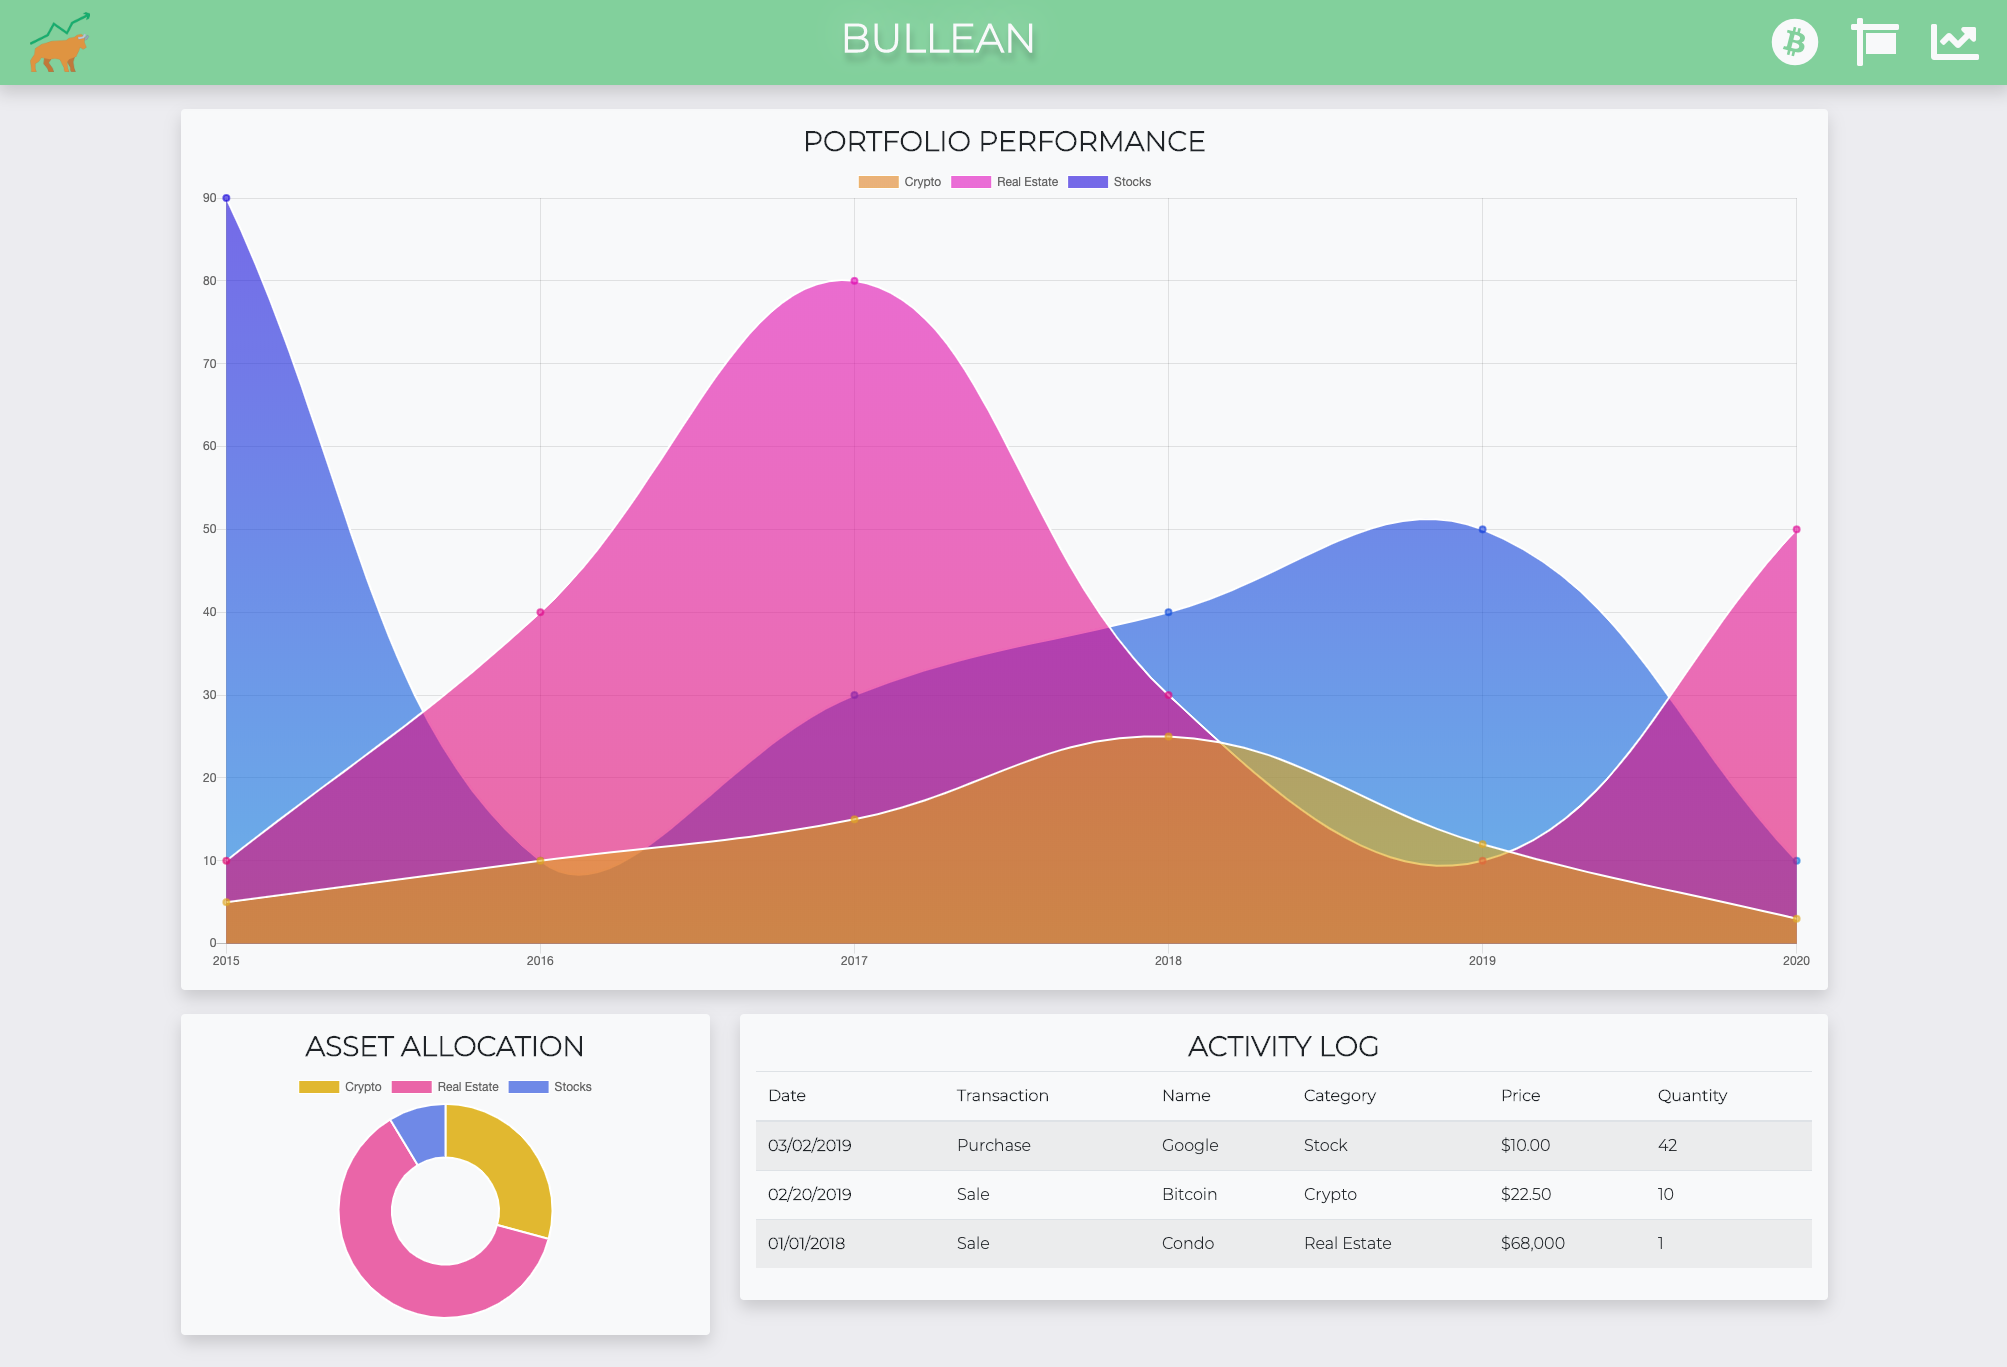 BULLEAN
PORTFOLIO PERFORMANCE
Crypto Real Estate Stocks
90
80
70
60
50
40
30
20
10
0
2015 2016 2017 2018 2019 2020
ASSET ALLOCATION
Crypto Real Estate Stocks
ACTIVITY LOG
Date Transaction Name Category Price Quantity
03/02/2019 Purchase Google Stock $10.00 42
02/20/2019 Sale Bitcoin Crypto $22.50 10
01/01/2018 Sale Condo Real Estate $68,000 1